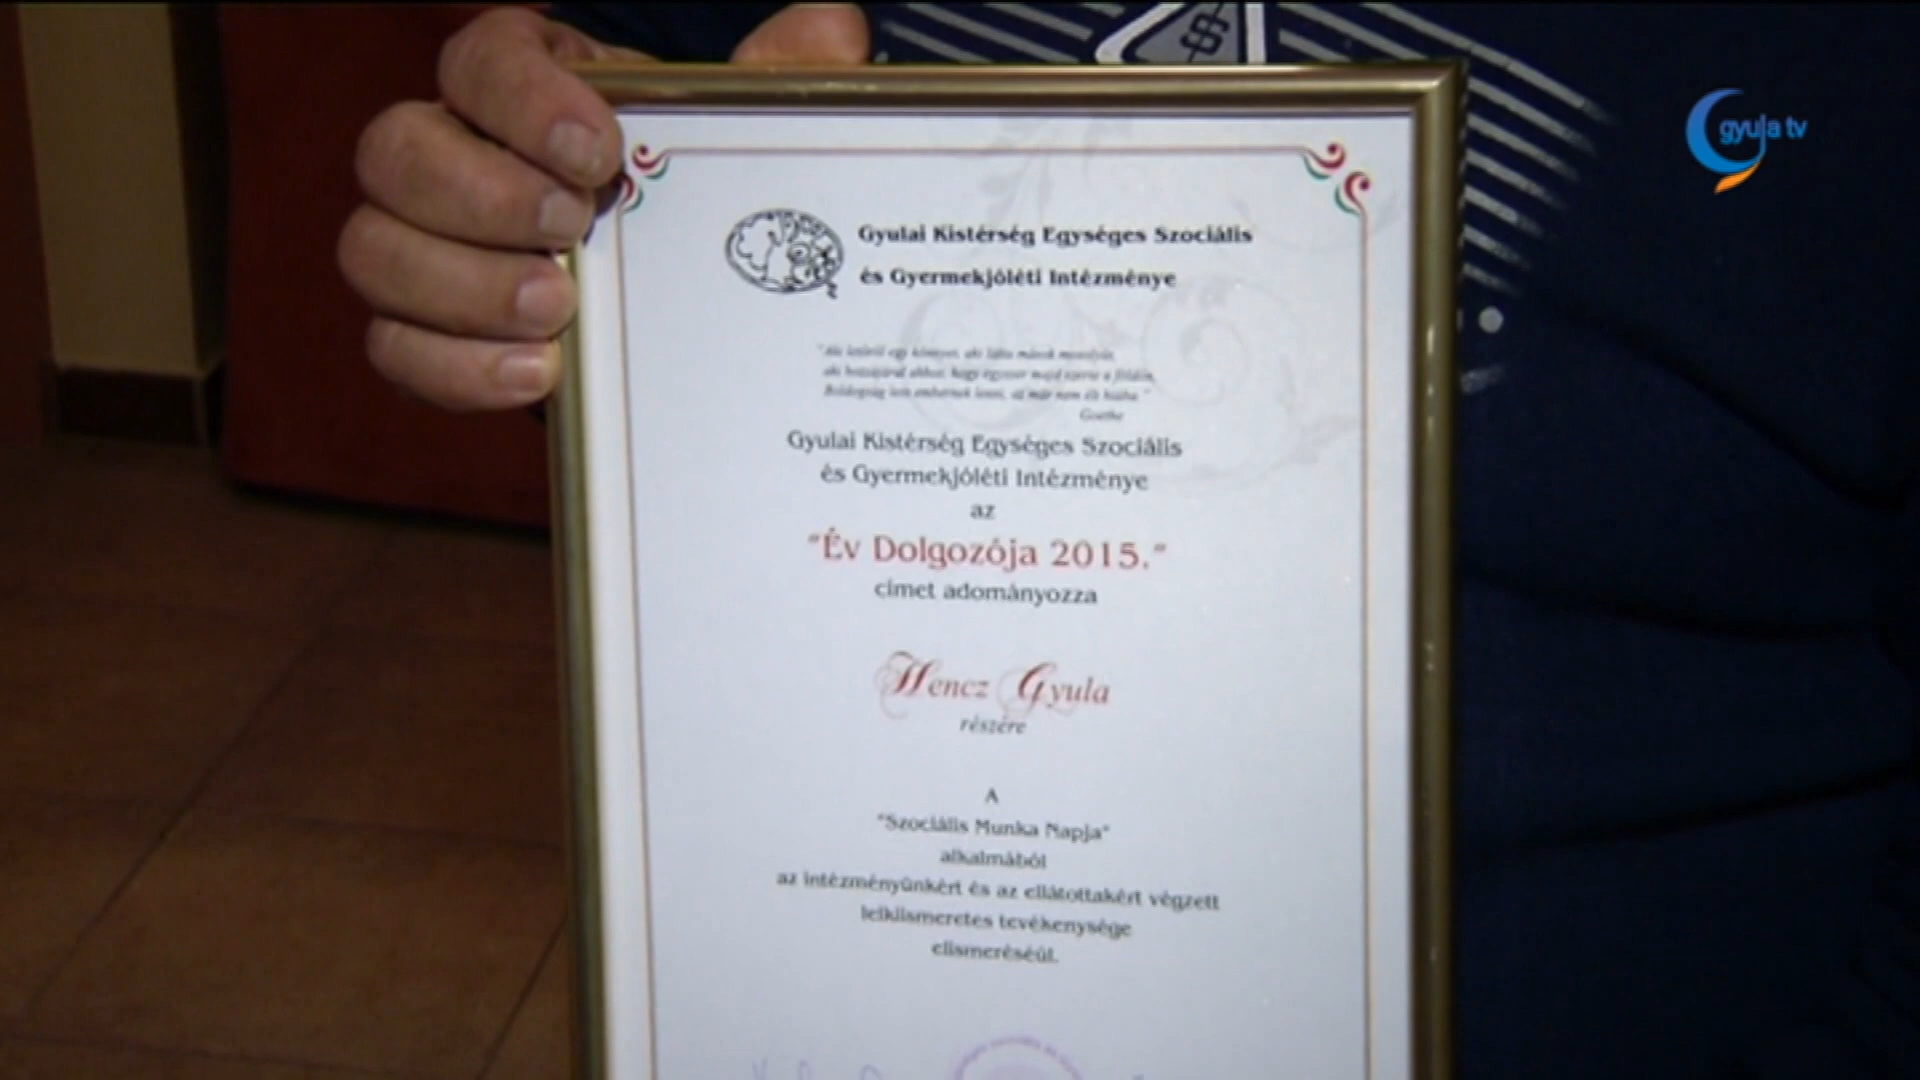 gyula tv
Gyulai Kistérség Egységes Szociális
és Gyermekjóléti Intézménye
Goethe
Gyulai Kistérség Egységes Szociális
és Gyermekjóléti Intézménye
az
"Év Dolgozója 2015."
címet adományozza
Hencz Gyula
részére
A
"Szociális Munka Napja"
alkalmából
az intézményünkért és az ellátottakért végzett
lelkiismeretes tevékenysége
elismeréséül.